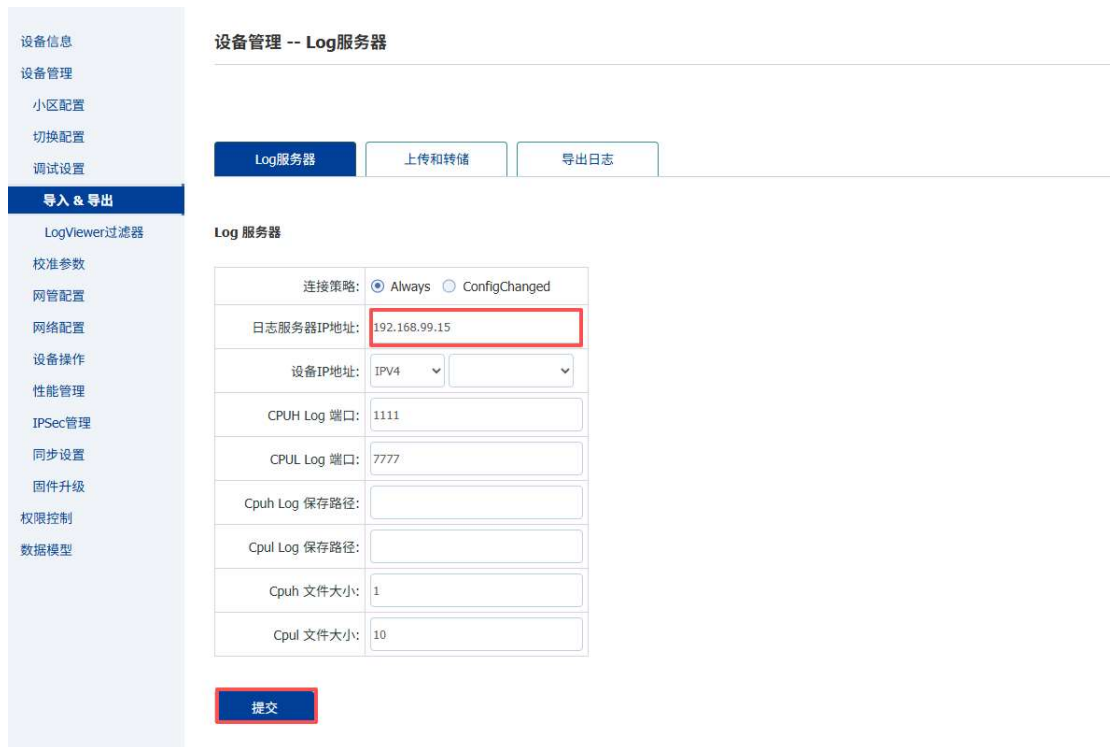 设备信息
设备管理
小区配置
切换配置
调试设置
导入 & 导出
LogViewer过滤器
校准参数
网管配置
网络配置
设备操作
性能管理
IPSec管理
同步设置
固件升级
权限控制
数据模型
设备管理 -- Log服务器
Log服务器 上传和转储 导出日志
Log 服务器
连接策略: Always ConfigChanged
日志服务器IP地址: 192.168.99.15
设备IP地址: IPV4
CPUH Log 端口: 1111
CPUL Log 端口: 7777
Cpuh Log 保存路径:
Cpul Log 保存路径:
Cpuh 文件大小: 1
Cpul 文件大小: 10
提交